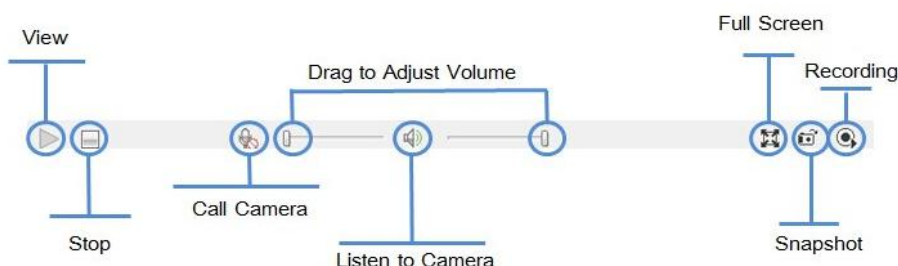 View
Full Screen
Drag to Adjust Volume
Recording
Call Camera
Stop
Listen to Camera
Snapshot